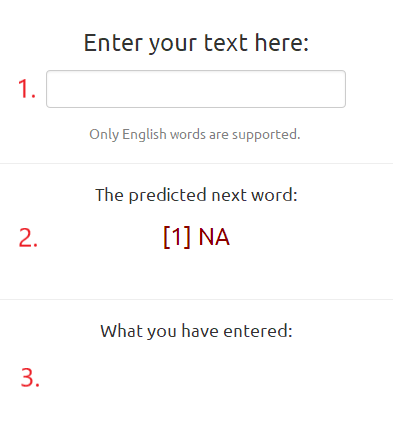 Enter your text here:
1.
Only English words are supported.
The predicted next word:
2. [1] NA
What you have entered:
3.